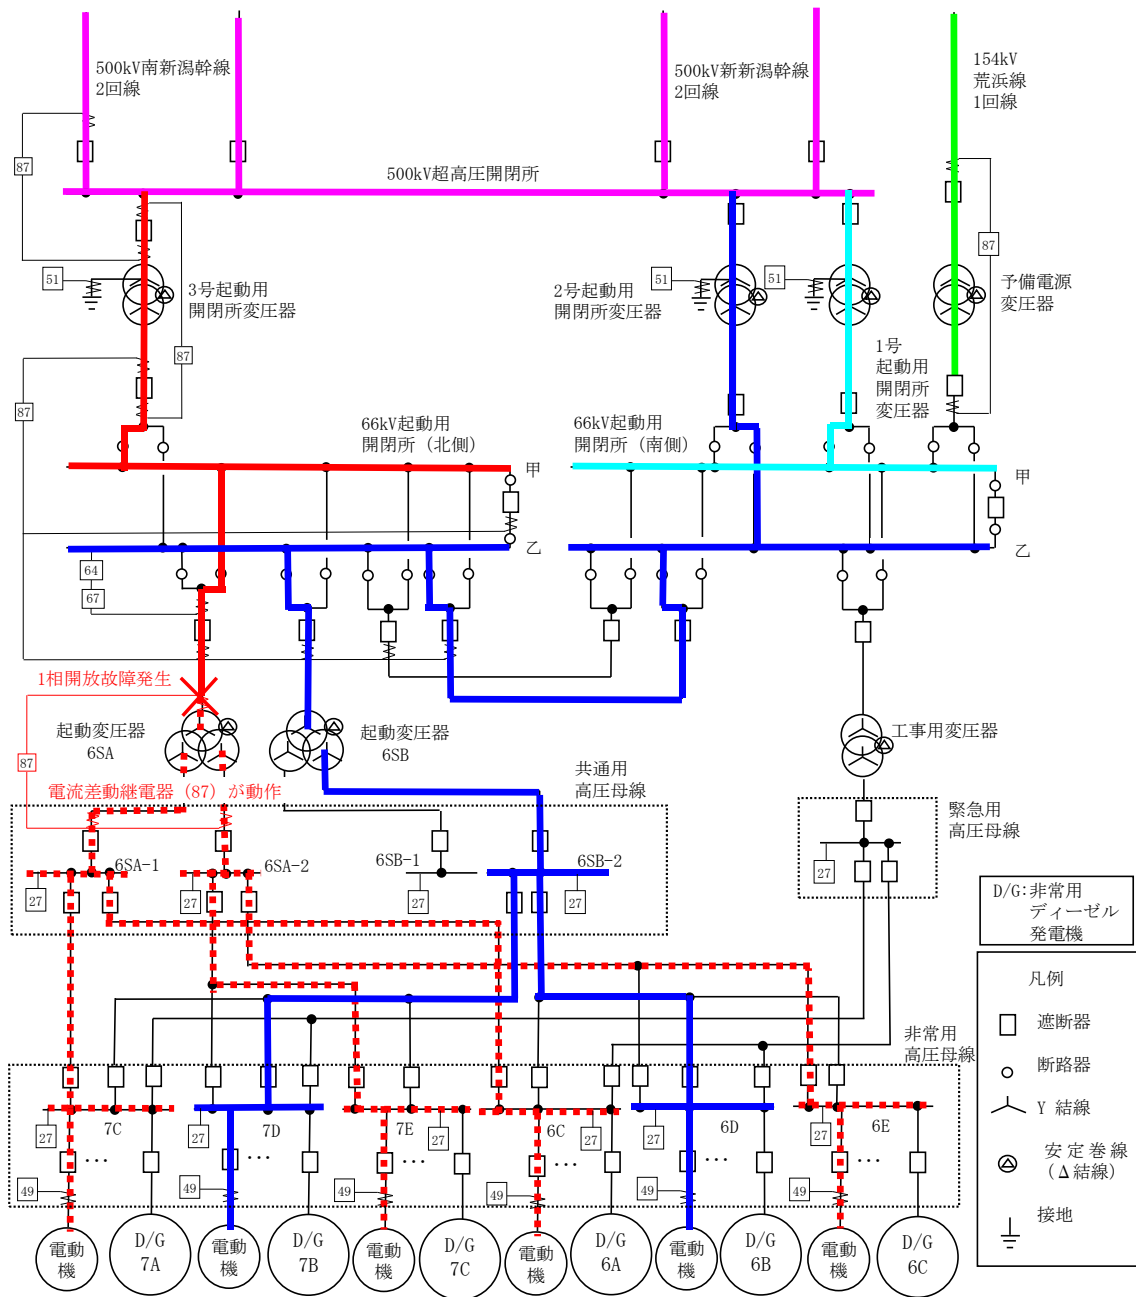 500kV南新潟幹線
2回線
500kV新新潟幹線
2回線
154kV
荒浜線
1回線
87
500kV超高圧開閉所
51
3号起動用
開閉所変圧器
51
2号起動用
開閉所変圧器
51
87
予備電源
変圧器
87
87
1号
起動用
開閉所
変圧器
66kV起動用
開閉所（北側）
66kV起動用
開閉所（南側）
甲
甲
乙
乙
64
67
1相開放故障発生
起動変圧器
6SA
起動変圧器
6SB
工事用変圧器
87
電流差動継電器（87）が動作
共通用
高圧母線
緊急用
高圧母線
6SA-1
6SA-2
6SB-1
6SB-2
27
27
27
27
27
D/G:非常用
ディーゼル
発電機
凡例
遮断器
断路器
Y 結線
安定巻線
(Δ結線)
接地
非常用
高圧母線
7C
7D
7E
6C
6D
6E
27
27
27
27
27
27
…
…
…
…
…
…
49
49
49
49
49
49
電動
機
D/G
7A
電動
機
D/G
7B
電動
機
D/G
7C
電動
機
D/G
6A
電動
機
D/G
6B
電動
機
D/G
6C